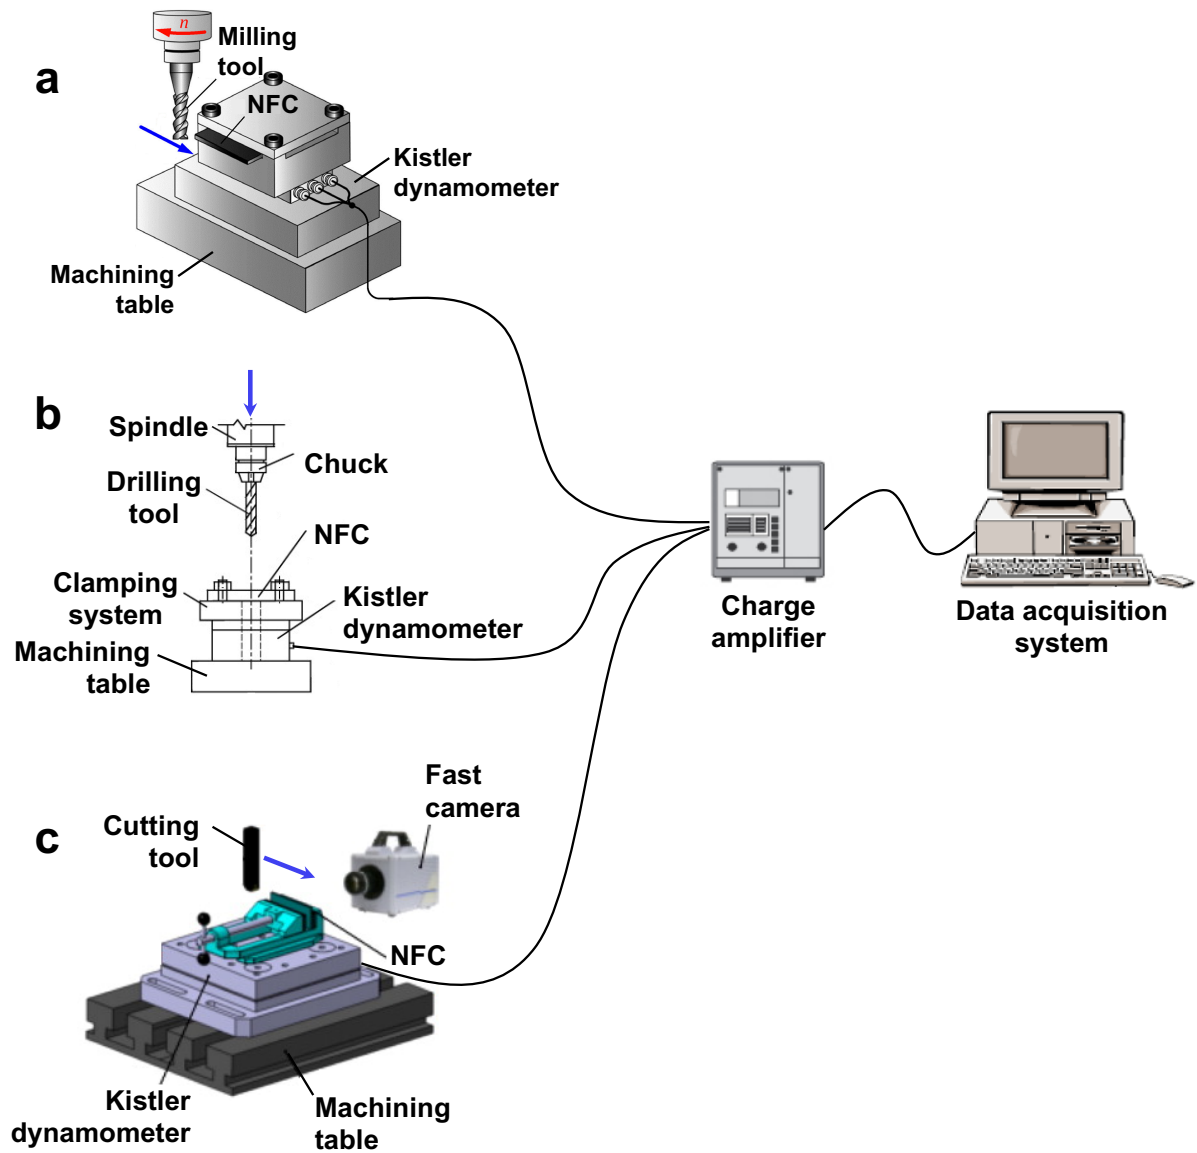 a
n
Milling
tool
NFC
Kistler
dynamometer
Machining
table
b
Spindle
Chuck
Drilling
tool
NFC
Clamping
system
Kistler
dynamometer
Machining
table
Charge
amplifier
Data acquisition
system
c
Fast
camera
Cutting
tool
NFC
Kistler
dynamometer
Machining
table